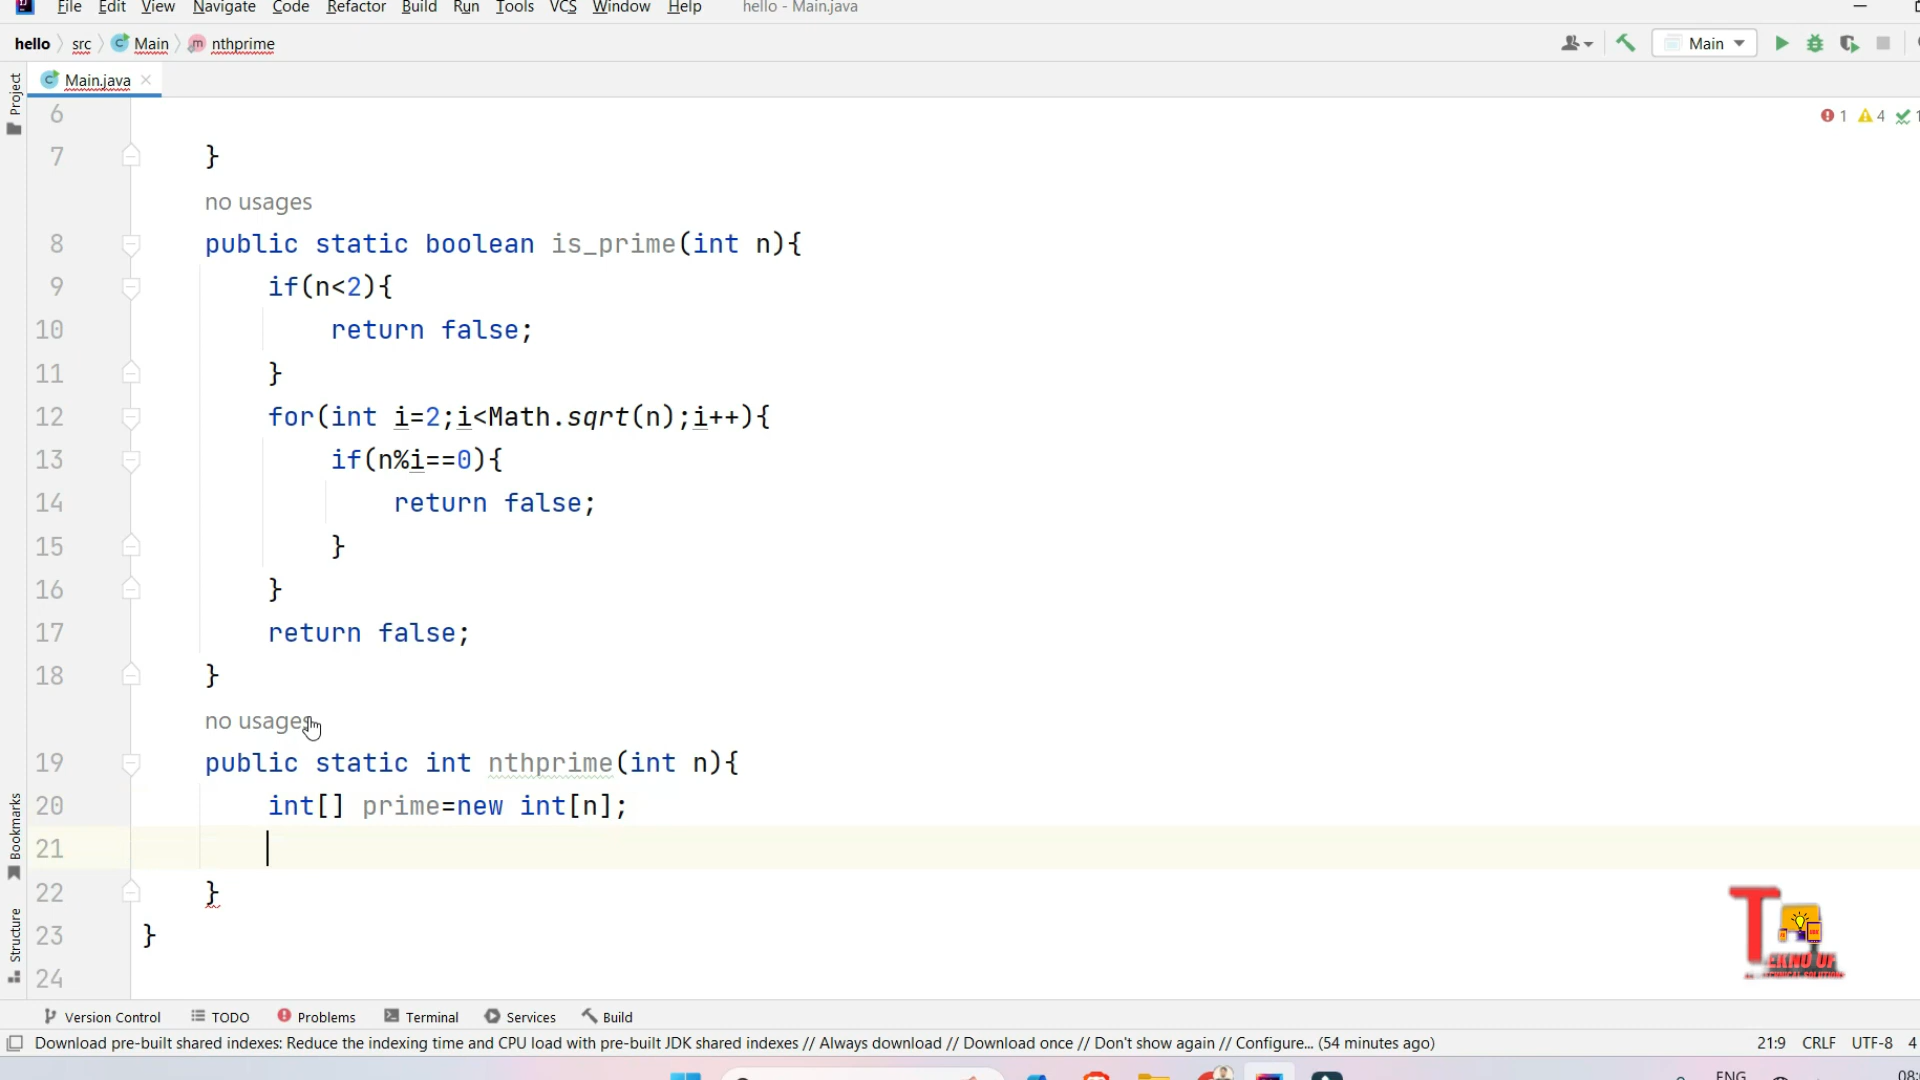 File Edit View Navigate Code Refactor Build Run Tools VCS Window Help hello - Main.java
hello src Main nthprime Main
Main.java
Project
6 1 4 1
7 }
no usages
8 public static boolean is_prime(int n){
9 if(n<2){
10 return false;
11 }
12 for(int i=2;i<Math.sqrt(n);i++){
13 if(n%i==0){
14 return false;
15 }
16 }
17 return false;
18 }
no usages
19 public static int nthprime(int n){
20 int[] prime=new int[n];
21
22 }
23 }
24
Bookmarks
Structure
Version Control TODO Problems Terminal Services Build
Download pre-built shared indexes: Reduce the indexing time and CPU load with pre-built JDK shared indexes // Always download // Download once // Don't show again // Configure... (54 minutes ago) 21:9 CRLF UTF-8 4
ENG 08: